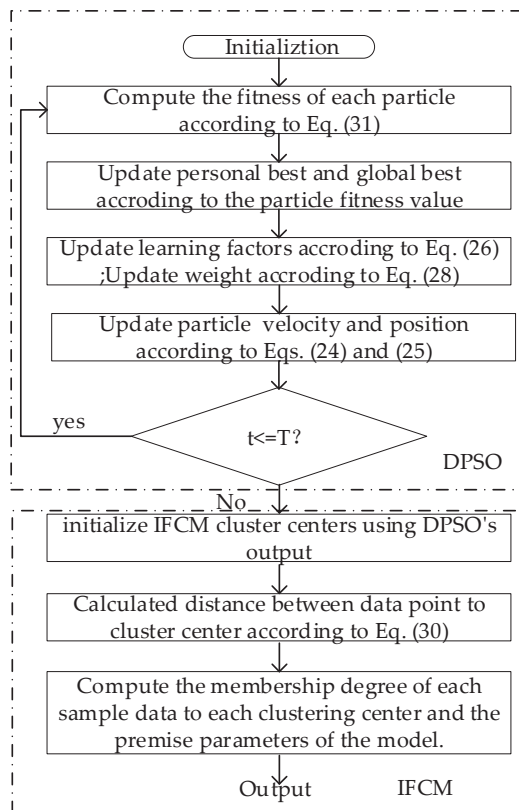 Initializtion
Compute the fitness of each particle
according to Eq. (31)
Update personal best and global best
accroding to the particle fitness value
Update learning factors accroding to Eq. (26)
;Update weight accroding to Eq. (28)
Update particle velocity and position
according to Eqs. (24) and (25)
yes
t<=T?
DPSO
No
initialize IFCM cluster centers using DPSO's
output
Calculated distance between data point to
cluster center according to Eq. (30)
Compute the membership degree of each
sample data to each clustering center and the
premise parameters of the model.
Output
IFCM